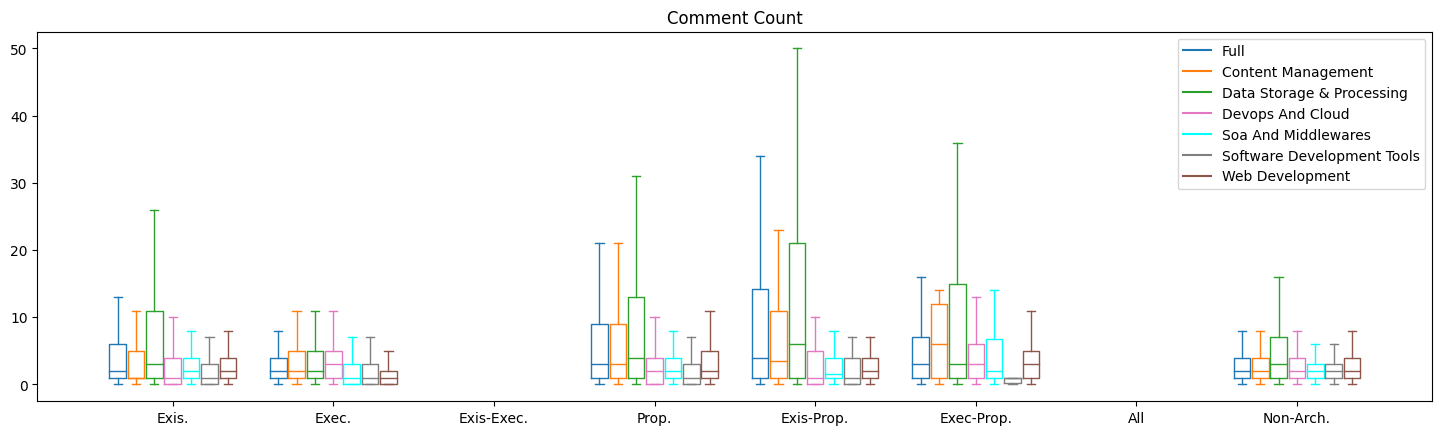 Comment Count
50
40
30
20
10
0
Full
Content Management
Data Storage & Processing
Devops And Cloud
Soa And Middlewares
Software Development Tools
Web Development
Exis.
Exec.
Exis-Exec.
Prop.
Exis-Prop.
Exec-Prop.
All
Non-Arch.